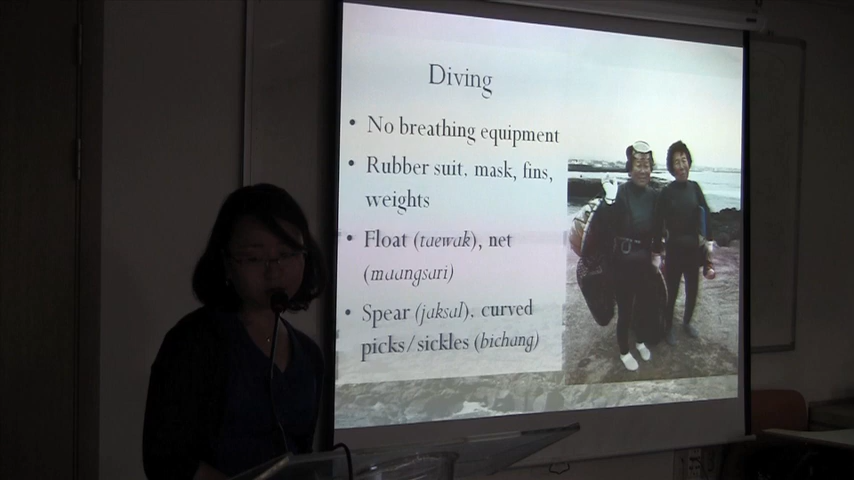 Diving
• No breathing equipment
• Rubber suit. mask, fins,
weights
• Float (taewak), net
(maangsari)
• Spear (jaksal). curved
picks/sickles (bichang)